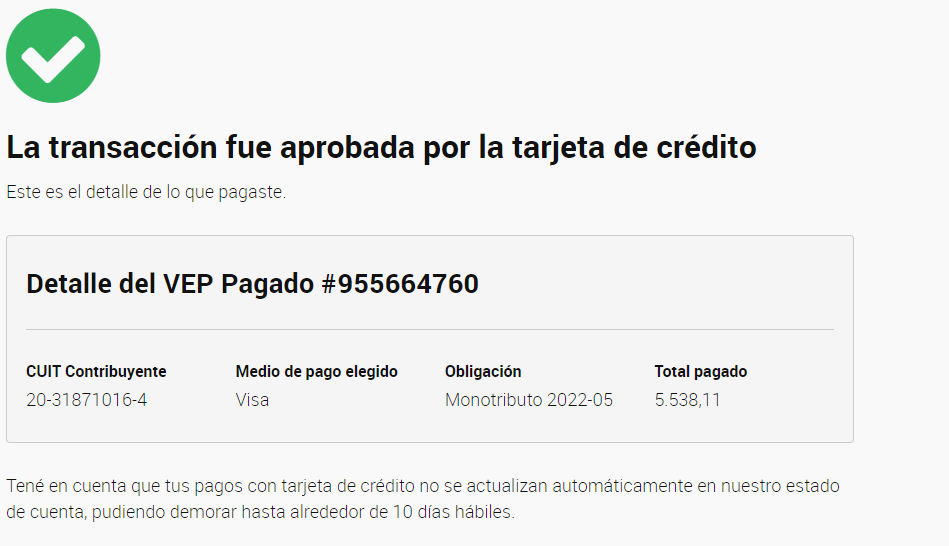 La transacción fue aprobada por la tarjeta de crédito
Este es el detalle de lo que pagaste.
Detalle del VEP Pagado #955664760
CUIT Contribuyente Medio de pago elegido Obligación Total pagado
20-31871016-4 Visa Monotributo 2022-05 5.538,11
Tené en cuenta que tus pagos con tarjeta de crédito no se actualizan automáticamente en nuestro estado
de cuenta, pudiendo demorar hasta alrededor de 10 días hábiles.